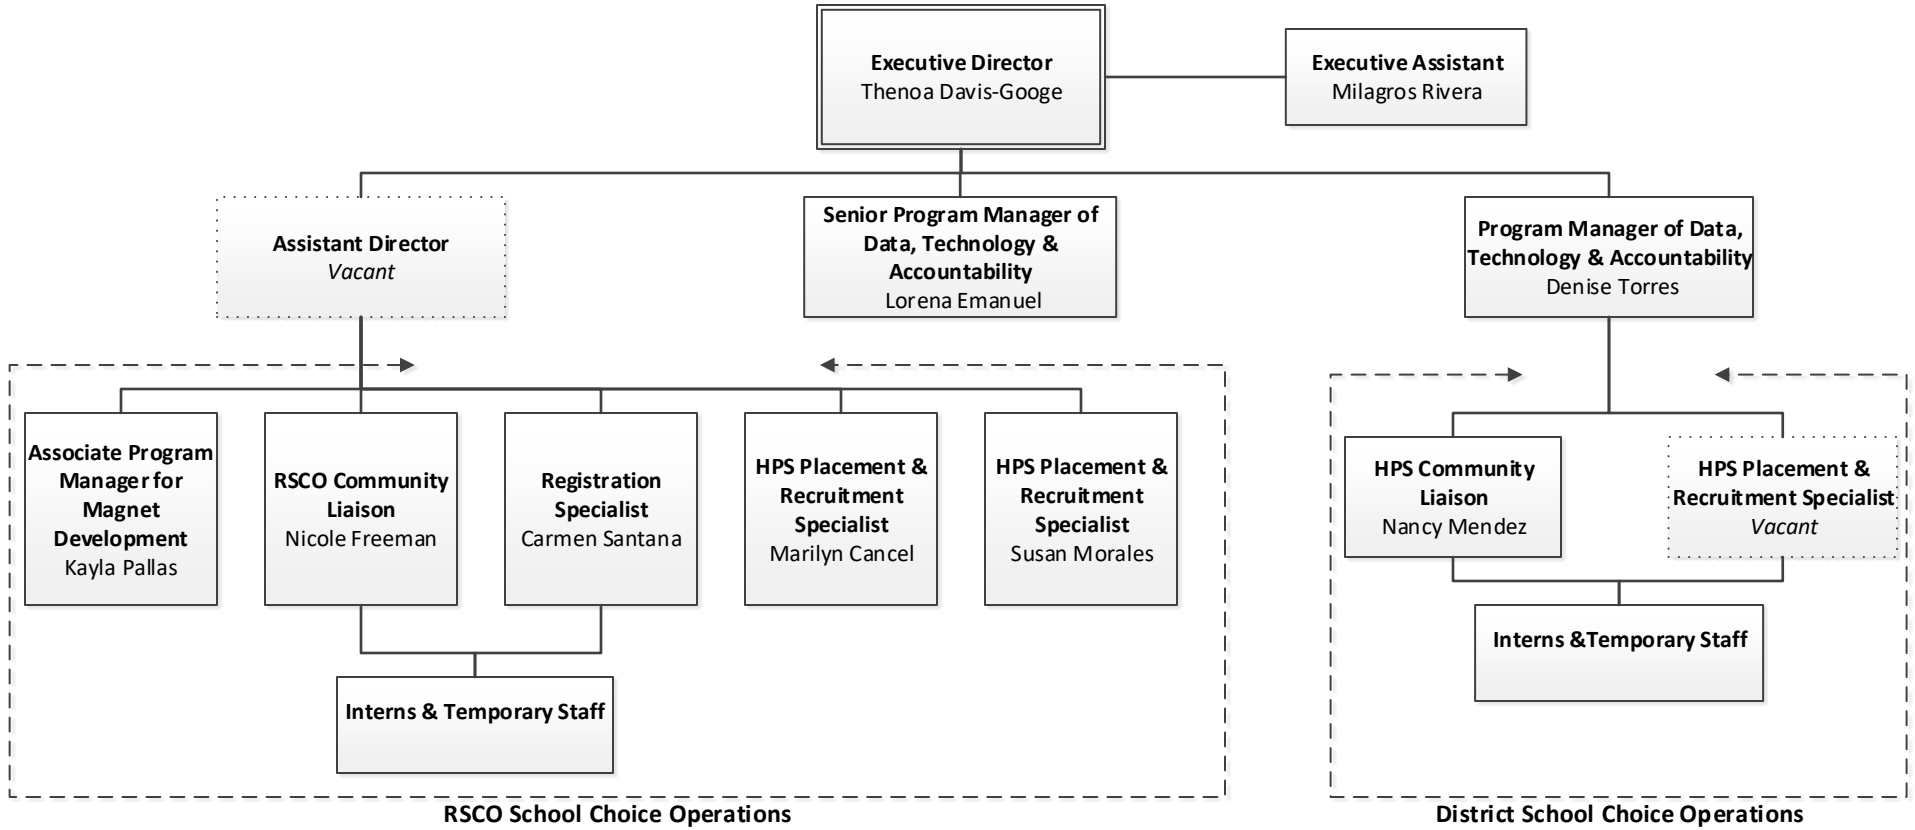 Executive Director
Thenoa Davis-Googe
Executive Assistant
Milagros Rivera
Assistant Director
Vacant
Senior Program Manager of
Data, Technology &
Accountability
Lorena Emanuel
Program Manager of Data,
Technology & Accountability
Denise Torres
Associate Program
Manager for
Magnet
Development
Kayla Pallas
RSCO Community
Liaison
Nicole Freeman
Registration
Specialist
Carmen Santana
HPS Placement &
Recruitment
Specialist
Marilyn Cancel
HPS Placement &
Recruitment
Specialist
Susan Morales
HPS Community
Liaison
Nancy Mendez
HPS Placement &
Recruitment Specialist
Vacant
Interns & Temporary Staff
Interns &Temporary Staff
RSCO School Choice Operations
District School Choice Operations